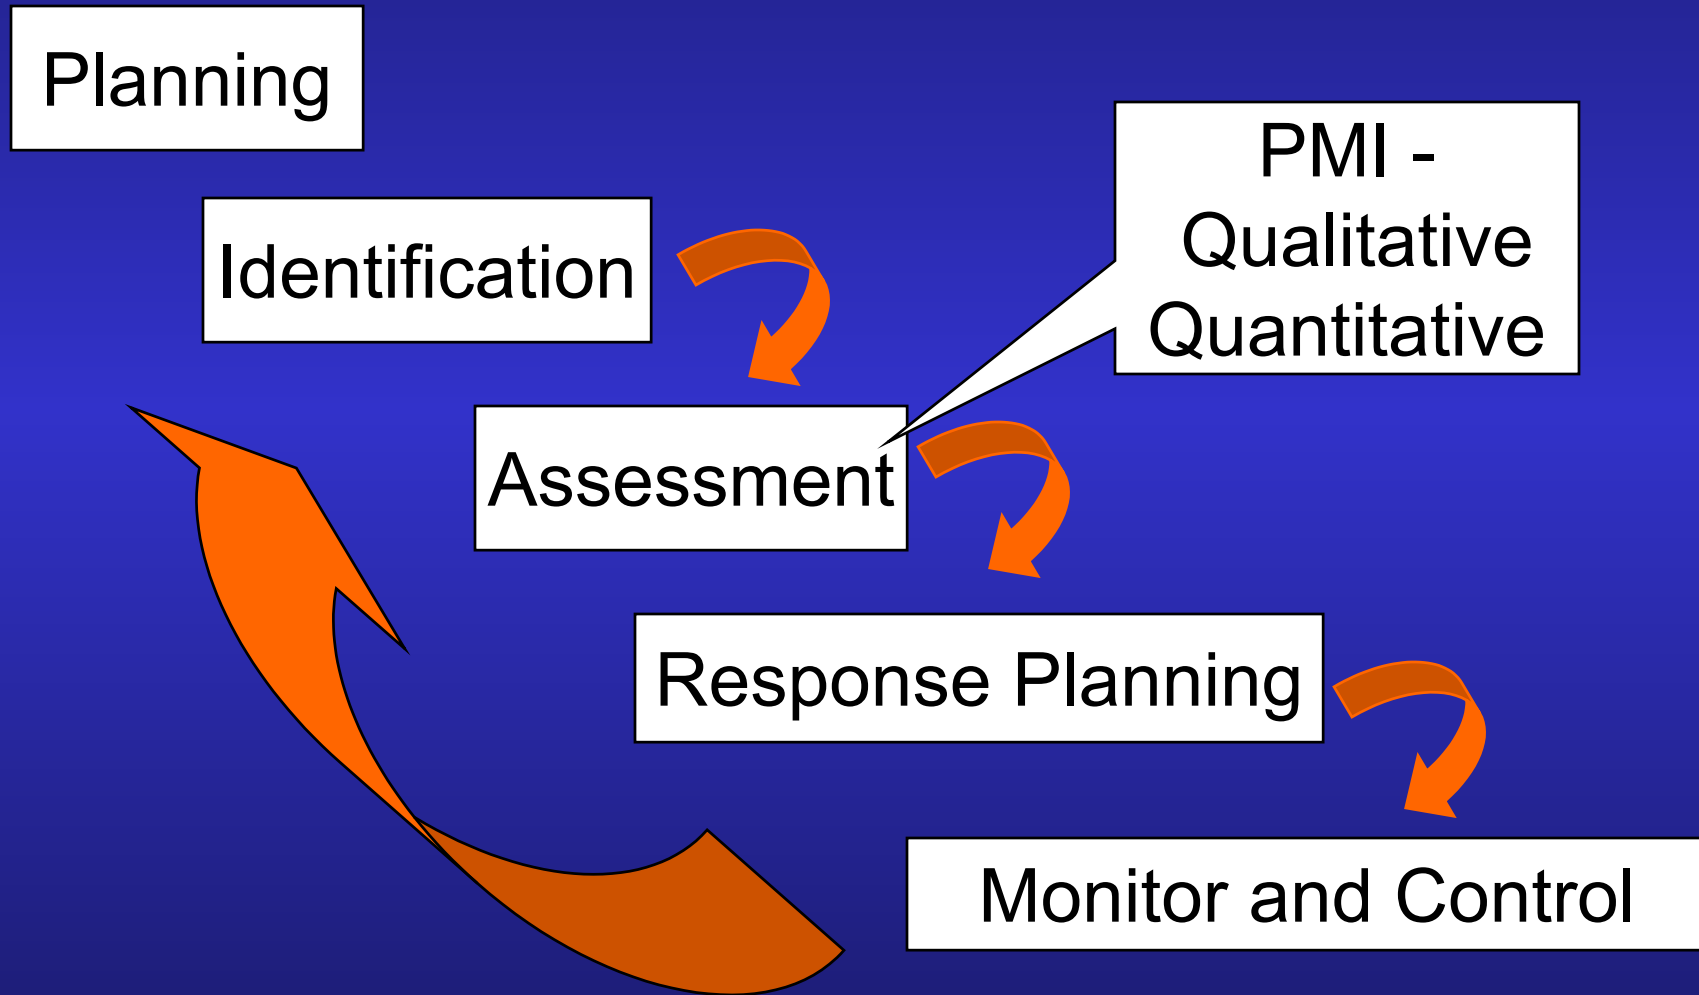 Planning
Identification
PMI -
Qualitative
Quantitative
Assessment
Response Planning
Monitor and Control